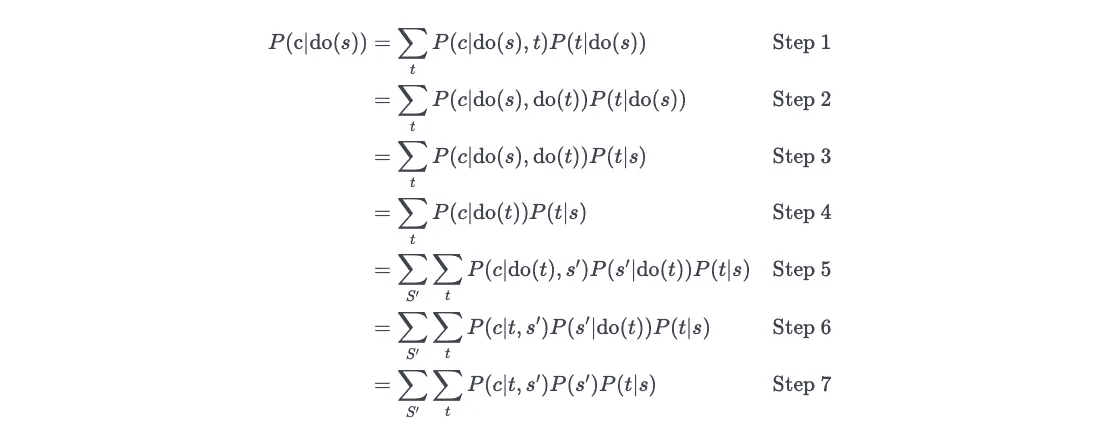 P(c|do(s)) = ∑_t P(c|do(s), t)P(t|do(s)) Step 1
= ∑_t P(c|do(s), do(t))P(t|do(s)) Step 2
= ∑_t P(c|do(s), do(t))P(t|s) Step 3
= ∑_t P(c|do(t))P(t|s) Step 4
= ∑_{S′} ∑_t P(c|do(t), s′)P(s′|do(t))P(t|s) Step 5
= ∑_{S′} ∑_t P(c|t, s′)P(s′|do(t))P(t|s) Step 6
= ∑_{S′} ∑_t P(c|t, s′)P(s′)P(t|s) Step 7